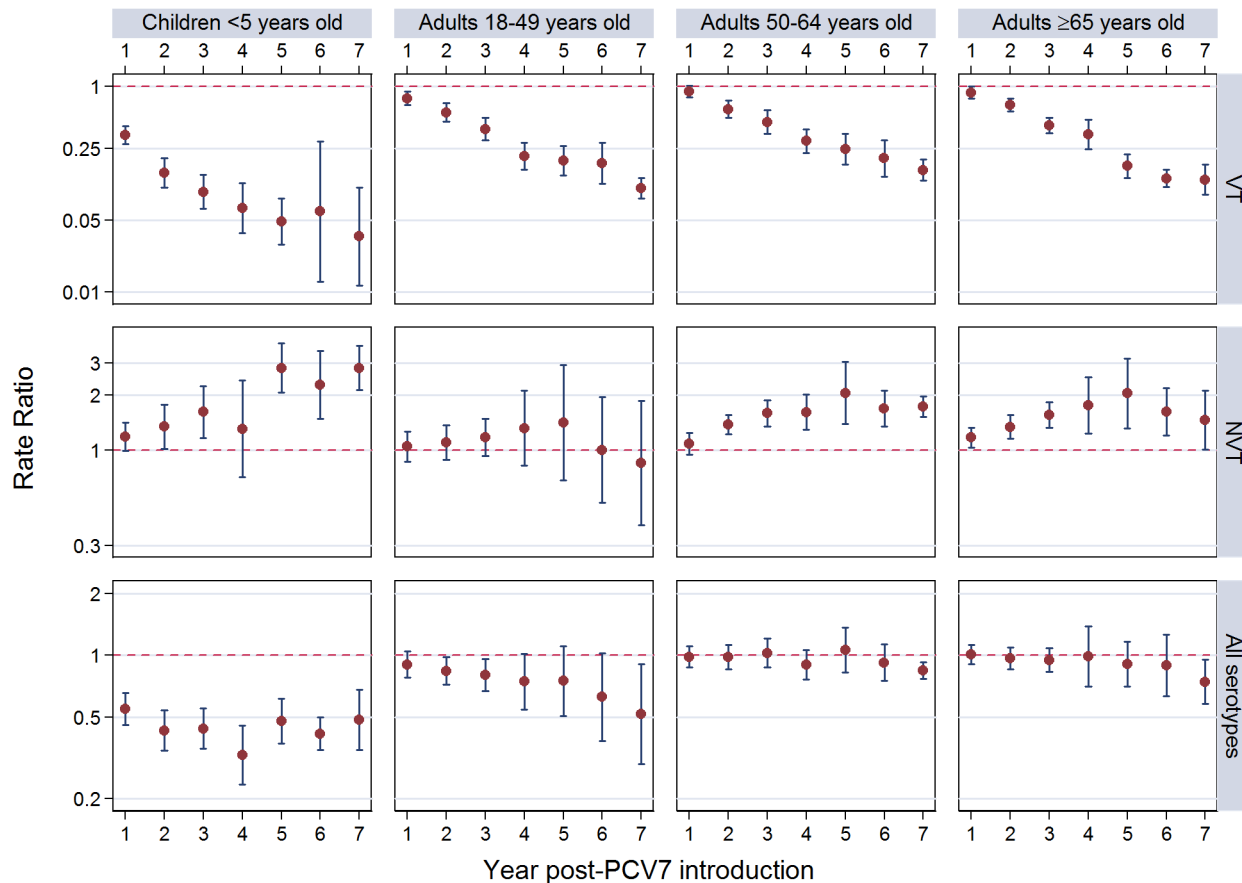 Children <5 years old Adults 18-49 years old Adults 50-64 years old Adults ≥65 years old
1 2 3 4 5 6 7 1 2 3 4 5 6 7 1 2 3 4 5 6 7 1 2 3 4 5 6 7
1
0.25
0.05
0.01
VT
3
2
1
0.3
NVT
Rate Ratio
2
1
0.5
0.2
All serotypes
1 2 3 4 5 6 7 1 2 3 4 5 6 7 1 2 3 4 5 6 7 1 2 3 4 5 6 7
Year post-PCV7 introduction